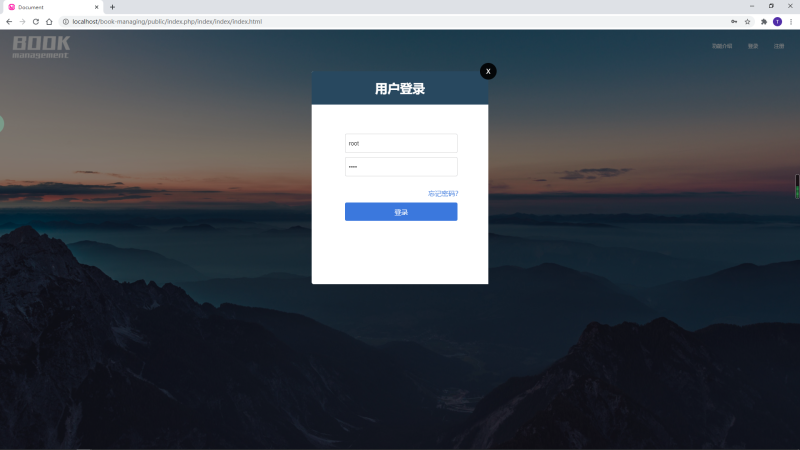 Document
localhost/book-managing/public/index.php/index/index/index.html
T
BOOK
management
功能介绍
登录
注册
X
用户登录
root
••••
忘记密码?
登录